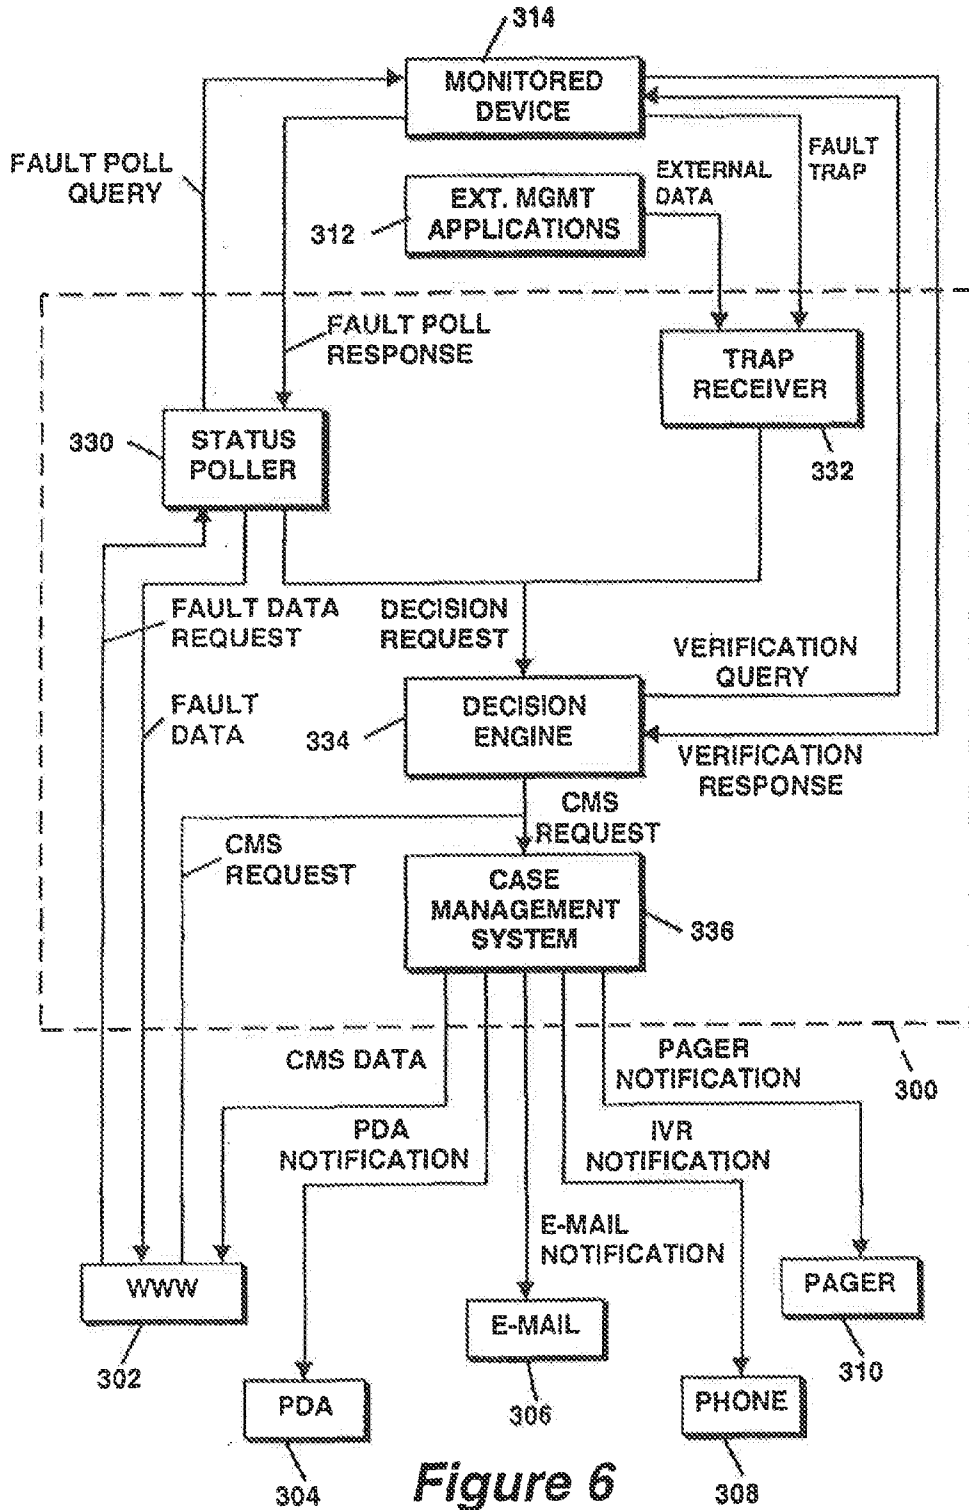 314
MONITORED
DEVICE
FAULT POLL
QUERY
FAULT
TRAP
EXTERNAL
DATA
EXT. MGMT
APPLICATIONS
312
FAULT POLL
RESPONSE
TRAP
RECEIVER
330
STATUS
POLLER
332
FAULT DATA
REQUEST
DECISION
REQUEST
VERIFICATION
QUERY
FAULT
DATA
334
DECISION
ENGINE
VERIFICATION
RESPONSE
CMS
REQUEST
CMS
REQUEST
CASE
MANAGEMENT
SYSTEM
336
CMS DATA
PAGER
NOTIFICATION
300
PDA
NOTIFICATION
IVR
NOTIFICATION
E-MAIL
NOTIFICATION
WWW
PAGER
E-MAIL
302
310
PDA
306
PHONE
304
308
Figure 6